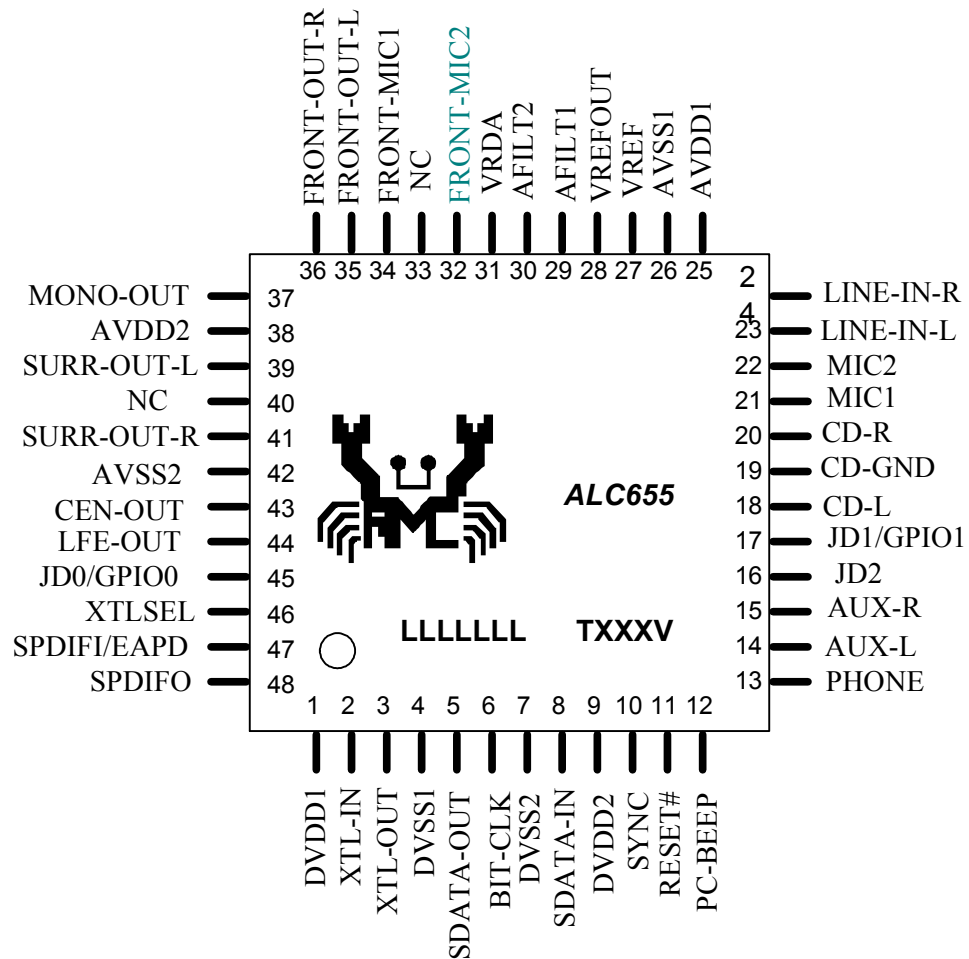 FRONT-OUT-R
FRONT-OUT-L
FRONT-MIC1
NC
FRONT-MIC2
VRDA
AFILT2
AFILT1
VREFOUT
VREF
AVSS1
AVDD1
36 35 34 33 32 31 30 29 28 27 26 25
MONO-OUT 37
AVDD2 38
SURR-OUT-L 39
NC 40
SURR-OUT-R 41
AVSS2 42
CEN-OUT 43
LFE-OUT 44
JD0/GPIO0 45
XTLSEL 46
SPDIFI/EAPD 47
SPDIFO 48
ALC655
LLLLLLL TXXXV
24 LINE-IN-R
23 LINE-IN-L
22 MIC2
21 MIC1
20 CD-R
19 CD-GND
18 CD-L
17 JD1/GPIO1
16 JD2
15 AUX-R
14 AUX-L
13 PHONE
1 2 3 4 5 6 7 8 9 10 11 12
DVDD1
XTL-IN
XTL-OUT
DVSS1
SDATA-OUT
BIT-CLK
DVSS2
SDATA-IN
DVDD2
SYNC
RESET#
PC-BEEP